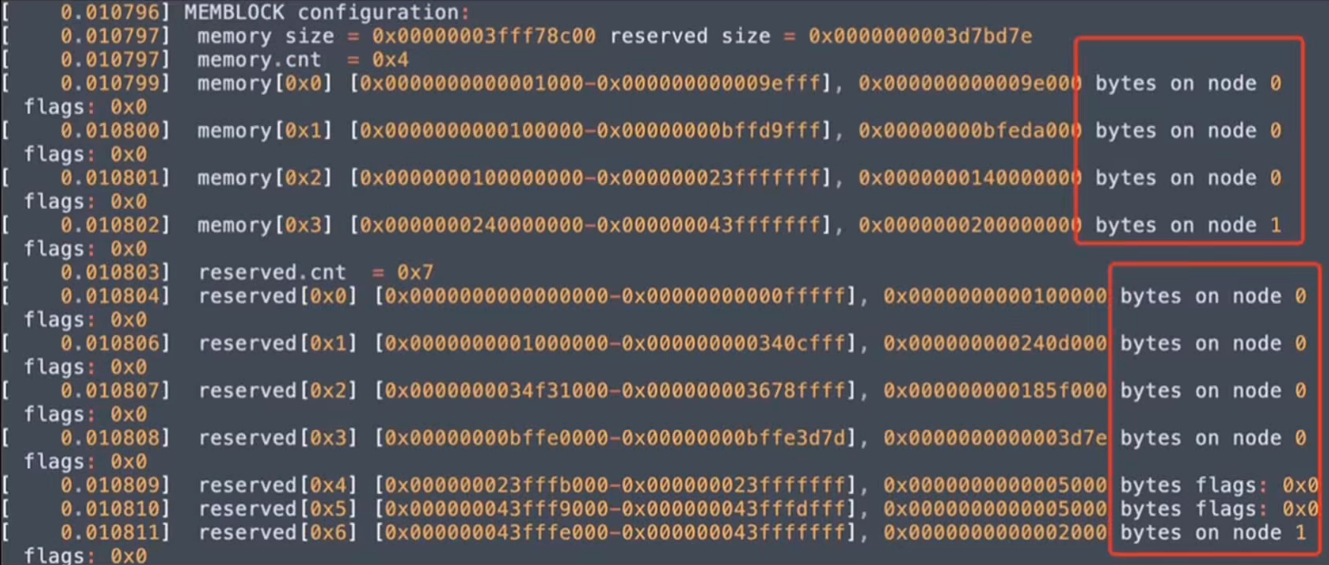 [    0.010796] MEMBLOCK configuration:
[    0.010797]  memory size = 0x00000003fff78c00 reserved size = 0x0000000003d7bd7e
[    0.010797]  memory.cnt  = 0x4
[    0.010799]  memory[0x0] [0x0000000000001000-0x000000000009efff], 0x000000000009e000 bytes on node 0
flags: 0x0
[    0.010800]  memory[0x1] [0x0000000000100000-0x00000000bffd9fff], 0x00000000bfeda000 bytes on node 0
flags: 0x0
[    0.010801]  memory[0x2] [0x0000000100000000-0x000000023fffffff], 0x0000000140000000 bytes on node 0
flags: 0x0
[    0.010802]  memory[0x3] [0x0000000240000000-0x000000043fffffff], 0x0000000200000000 bytes on node 1
flags: 0x0
[    0.010803]  reserved.cnt  = 0x7
[    0.010804]  reserved[0x0] [0x0000000000000000-0x00000000000fffff], 0x0000000000100000 bytes on node 0
flags: 0x0
[    0.010806]  reserved[0x1] [0x0000000001000000-0x000000000340cfff], 0x000000000240d000 bytes on node 0
flags: 0x0
[    0.010807]  reserved[0x2] [0x0000000034f31000-0x000000003678ffff], 0x000000000185f000 bytes on node 0
flags: 0x0
[    0.010808]  reserved[0x3] [0x00000000bffe0000-0x00000000bffe3d7d], 0x0000000000003d7e bytes on node 0
flags: 0x0
[    0.010809]  reserved[0x4] [0x000000023fffb000-0x000000023fffffff], 0x0000000000005000 bytes flags: 0x0
[    0.010810]  reserved[0x5] [0x000000043fff9000-0x000000043fffdfff], 0x0000000000005000 bytes flags: 0x0
[    0.010811]  reserved[0x6] [0x000000043fffe000-0x000000043fffffff], 0x0000000000002000 bytes on node 1
flags: 0x0